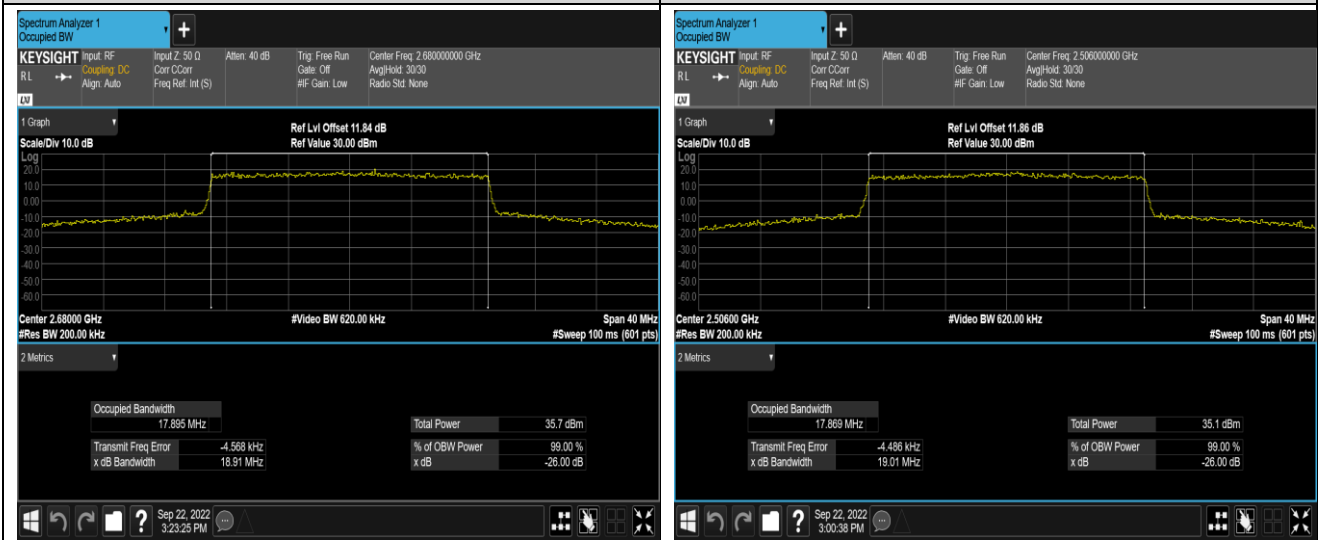 Spectrum Analyzer 1
Occupied BW
+
KEYSIGHT Input: RF Input Z: 50 Ω Atten: 40 dB Trig: Free Run Center Freq: 2.680000000 GHz
RL Coupling: DC Corr CCorr Gate: Off Avg|Hold: 30/30
Align: Auto Freq Ref: Int (S) #IF Gain: Low Radio Std: None
LXI
1 Graph
Ref Lvl Offset 11.84 dB
Scale/Div 10.0 dB Ref Value 30.00 dBm
Log
20.0
10.0
0.00
-10.0
-20.0
-30.0
-40.0
-50.0
-60.0
Center 2.68000 GHz #Video BW 620.00 kHz Span 40 MHz
#Res BW 200.00 kHz #Sweep 100 ms (601 pts)
2 Metrics
Occupied Bandwidth
17.895 MHz Total Power 35.7 dBm
Transmit Freq Error -4.568 kHz % of OBW Power 99.00 %
x dB Bandwidth 18.91 MHz x dB -26.00 dB
? Sep 22, 2022
3:23:25 PM
Spectrum Analyzer 1
Occupied BW
+
KEYSIGHT Input: RF Input Z: 50 Ω Atten: 40 dB Trig: Free Run Center Freq: 2.506000000 GHz
RL Coupling: DC Corr CCorr Gate: Off Avg|Hold: 30/30
Align: Auto Freq Ref: Int (S) #IF Gain: Low Radio Std: None
LXI
1 Graph
Ref Lvl Offset 11.86 dB
Scale/Div 10.0 dB Ref Value 30.00 dBm
Log
20.0
10.0
0.00
-10.0
-20.0
-30.0
-40.0
-50.0
-60.0
Center 2.50600 GHz #Video BW 620.00 kHz Span 40 MHz
#Res BW 200.00 kHz #Sweep 100 ms (601 pts)
2 Metrics
Occupied Bandwidth
17.869 MHz Total Power 35.1 dBm
Transmit Freq Error -4.486 kHz % of OBW Power 99.00 %
x dB Bandwidth 19.01 MHz x dB -26.00 dB
? Sep 22, 2022
3:00:38 PM